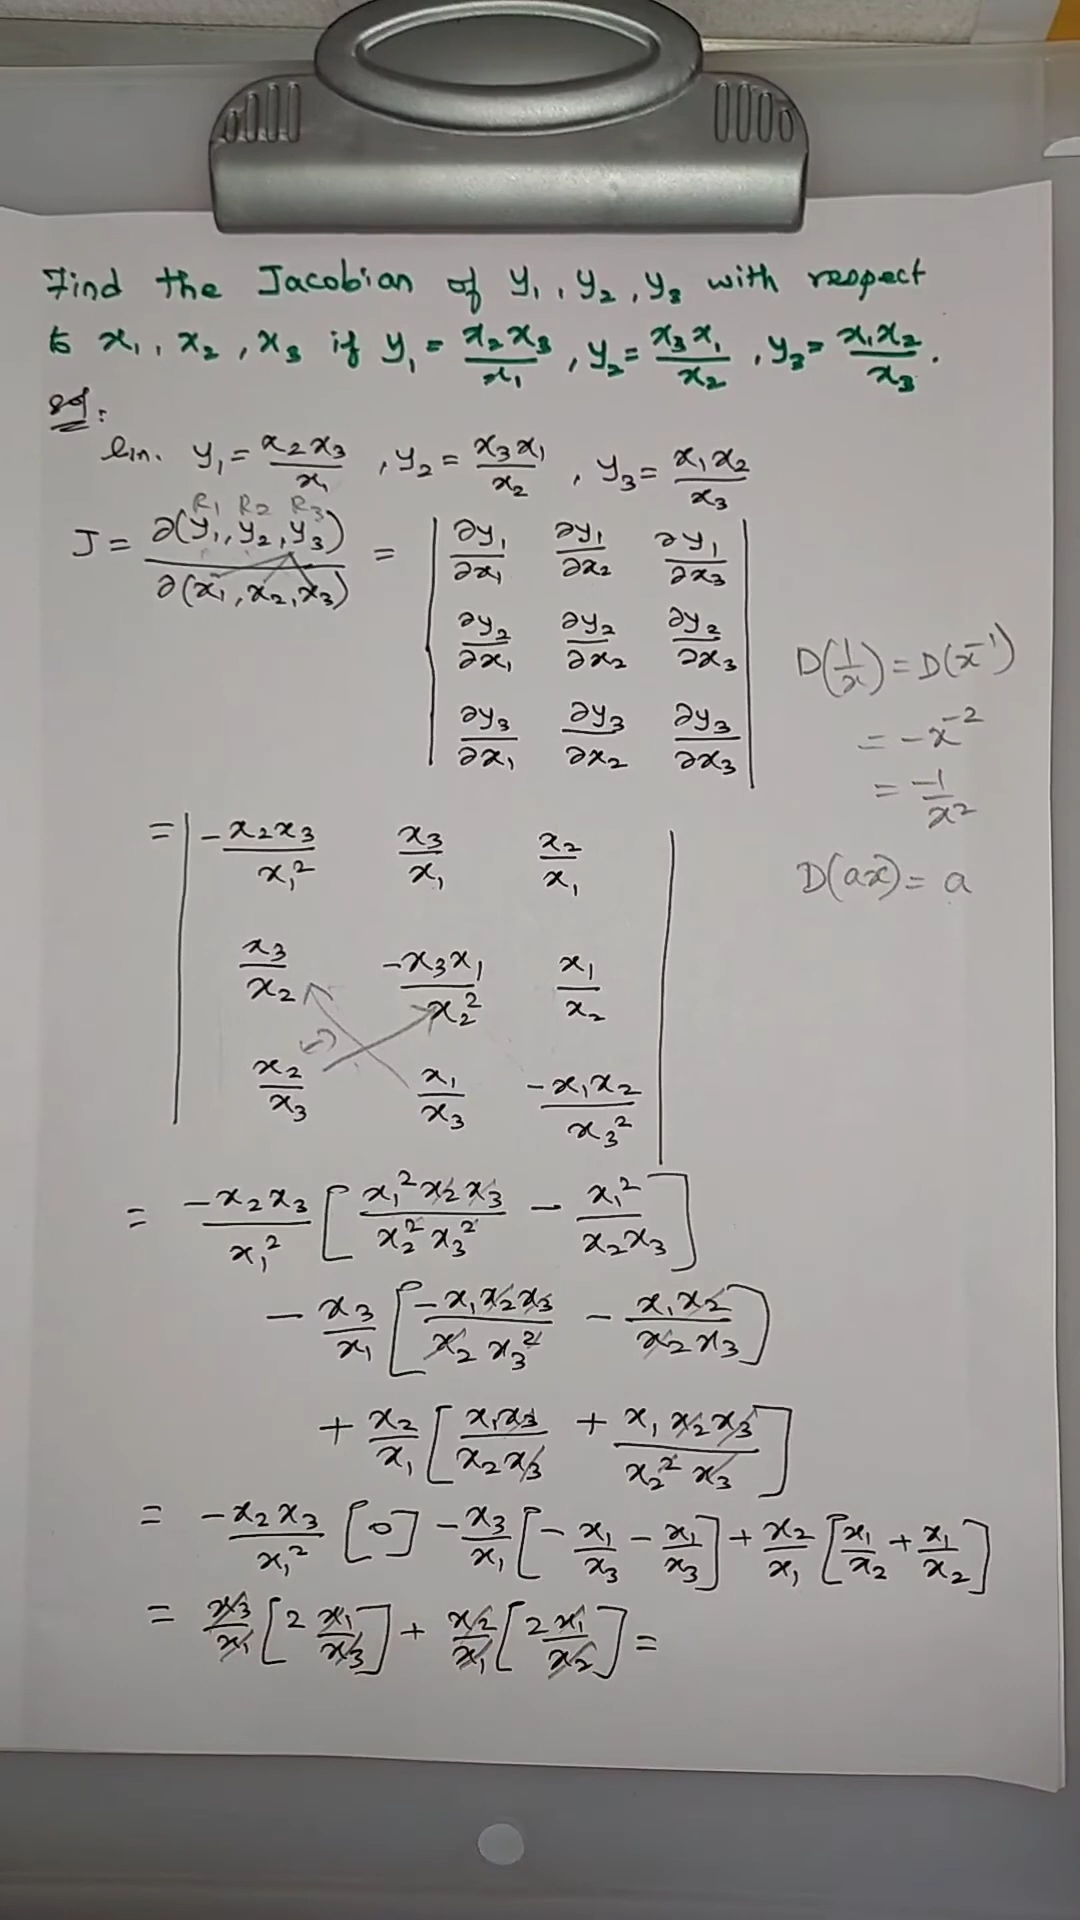 Find the Jacobian of y₁, y₂, y₃ with respect
to x₁, x₂, x₃ if y₁ = x₂x₃/x₁, y₂ = x₃x₁/x₂, y₃ = x₁x₂/x₃.
Sol:
y₁ = x₂x₃/x₁, y₂ = x₃x₁/x₂, y₃ = x₁x₂/x₃
R₁ R₂ R₃
J = ∂(y₁, y₂, y₃)/∂(x₁, x₂, x₃) = | ∂y₁/∂x₁ ∂y₁/∂x₂ ∂y₁/∂x₃ |
| ∂y₂/∂x₁ ∂y₂/∂x₂ ∂y₂/∂x₃ |
| ∂y₃/∂x₁ ∂y₃/∂x₂ ∂y₃/∂x₃ |
D(1/x) = D(x⁻¹)
= -x⁻²
= -1/x²
D(ax) = a
= | -x₂x₃/x₁² x₃/x₁ x₂/x₁ |
| x₃/x₂ -x₃x₁/x₂² x₁/x₂ |
(-)
| x₂/x₃ x₁/x₃ -x₁x₂/x₃² |
= -x₂x₃/x₁² [x₁²x₂x₃/x₂²x₃² - x₁²/x₂x₃]
- x₃/x₁ [-x₁x₂x₃/x₂x₃² - x₁x₂/x₂x₃]
+ x₂/x₁ [x₁x₃/x₂x₃ + x₁x₂x₃/x₂²x₃]
= -x₂x₃/x₁² [0] - x₃/x₁ [-x₁/x₃ - x₁/x₃] + x₂/x₁ [x₁/x₂ + x₁/x₂]
= x₃/x₁ [2 x₁/x₃] + x₂/x₁ [2 x₁/x₂] =